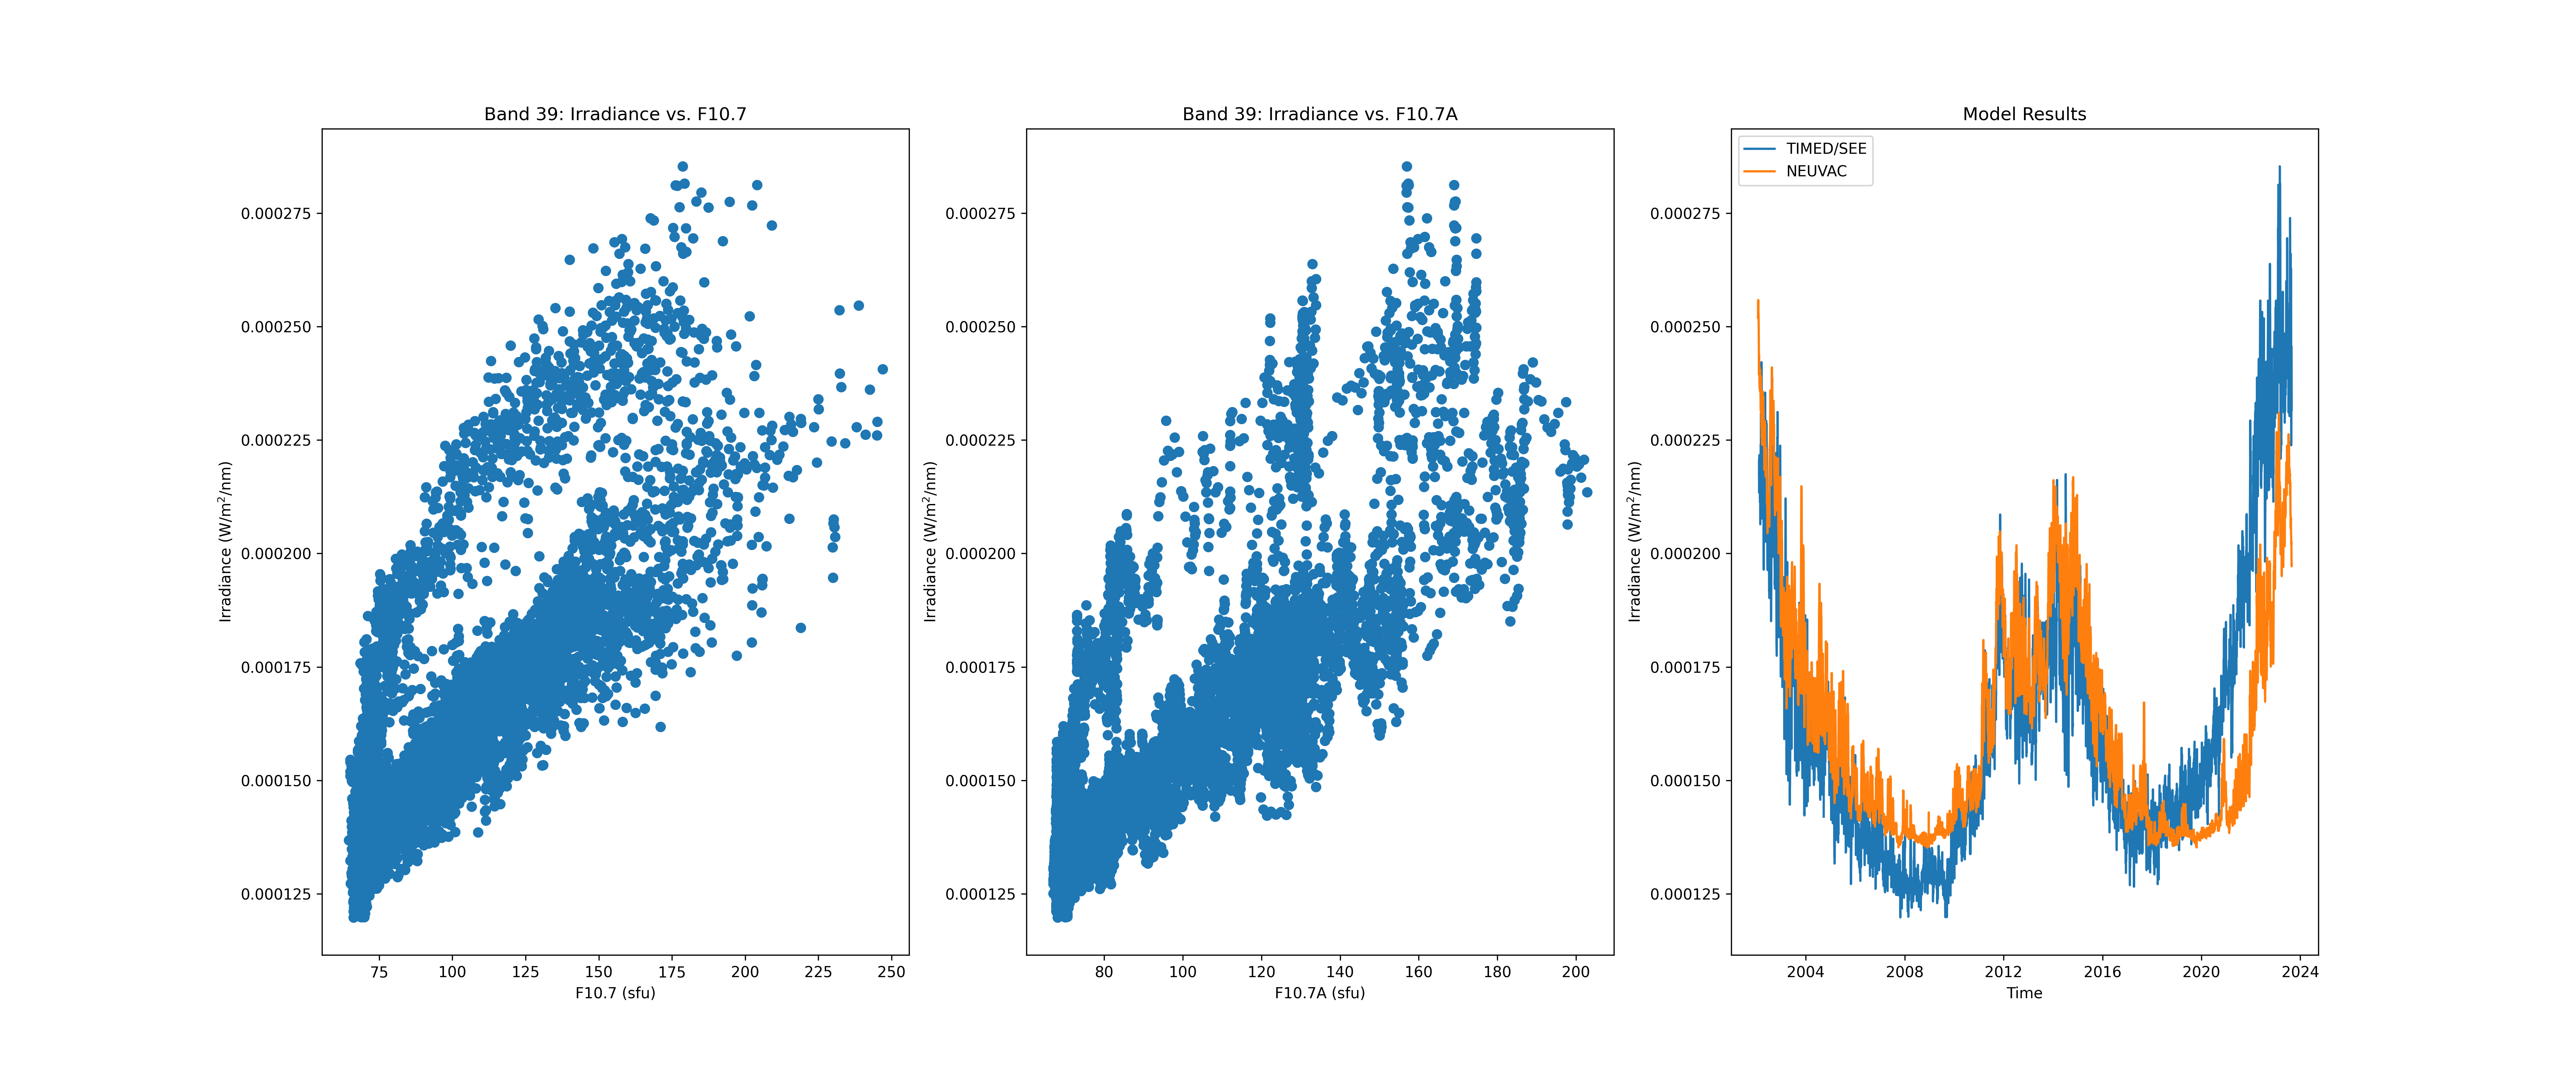 Band 39: Irradiance vs. F10.7
0.000275
0.000250
0.000225
0.000200
0.000175
0.000150
0.000125
Irradiance (W/m²/nm)
75 100 125 150 175 200 225 250
F10.7 (sfu)
Band 39: Irradiance vs. F10.7A
0.000275
0.000250
0.000225
0.000200
0.000175
0.000150
0.000125
Irradiance (W/m²/nm)
80 100 120 140 160 180 200
F10.7A (sfu)
Model Results
TIMED/SEE
NEUVAC
0.000275
0.000250
0.000225
0.000200
0.000175
0.000150
0.000125
Irradiance (W/m²/nm)
2004 2008 2012 2016 2020 2024
Time